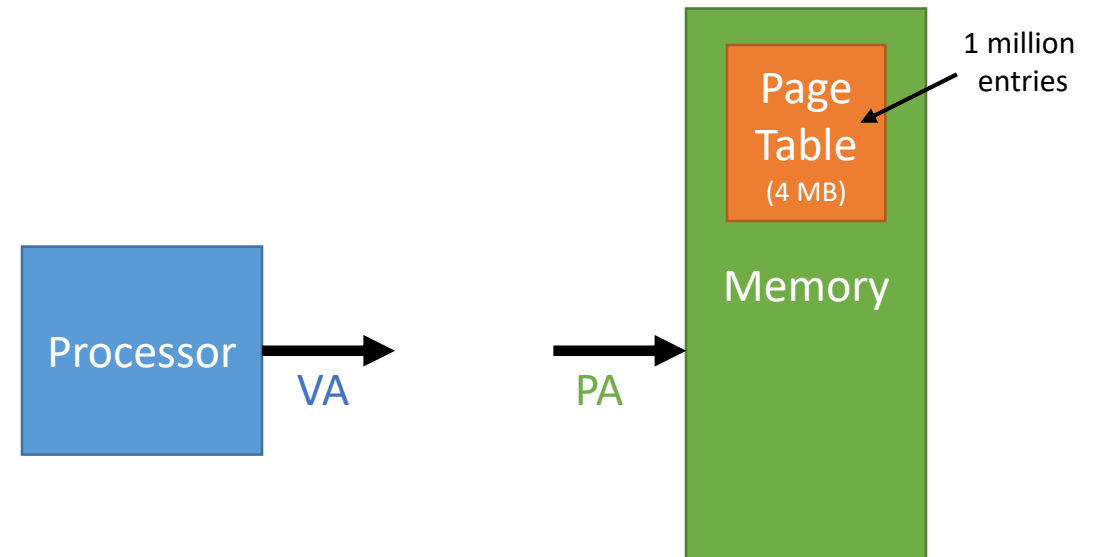 1 million
entries
Page
Table
(4 MB)
Memory
Processor
VA
PA